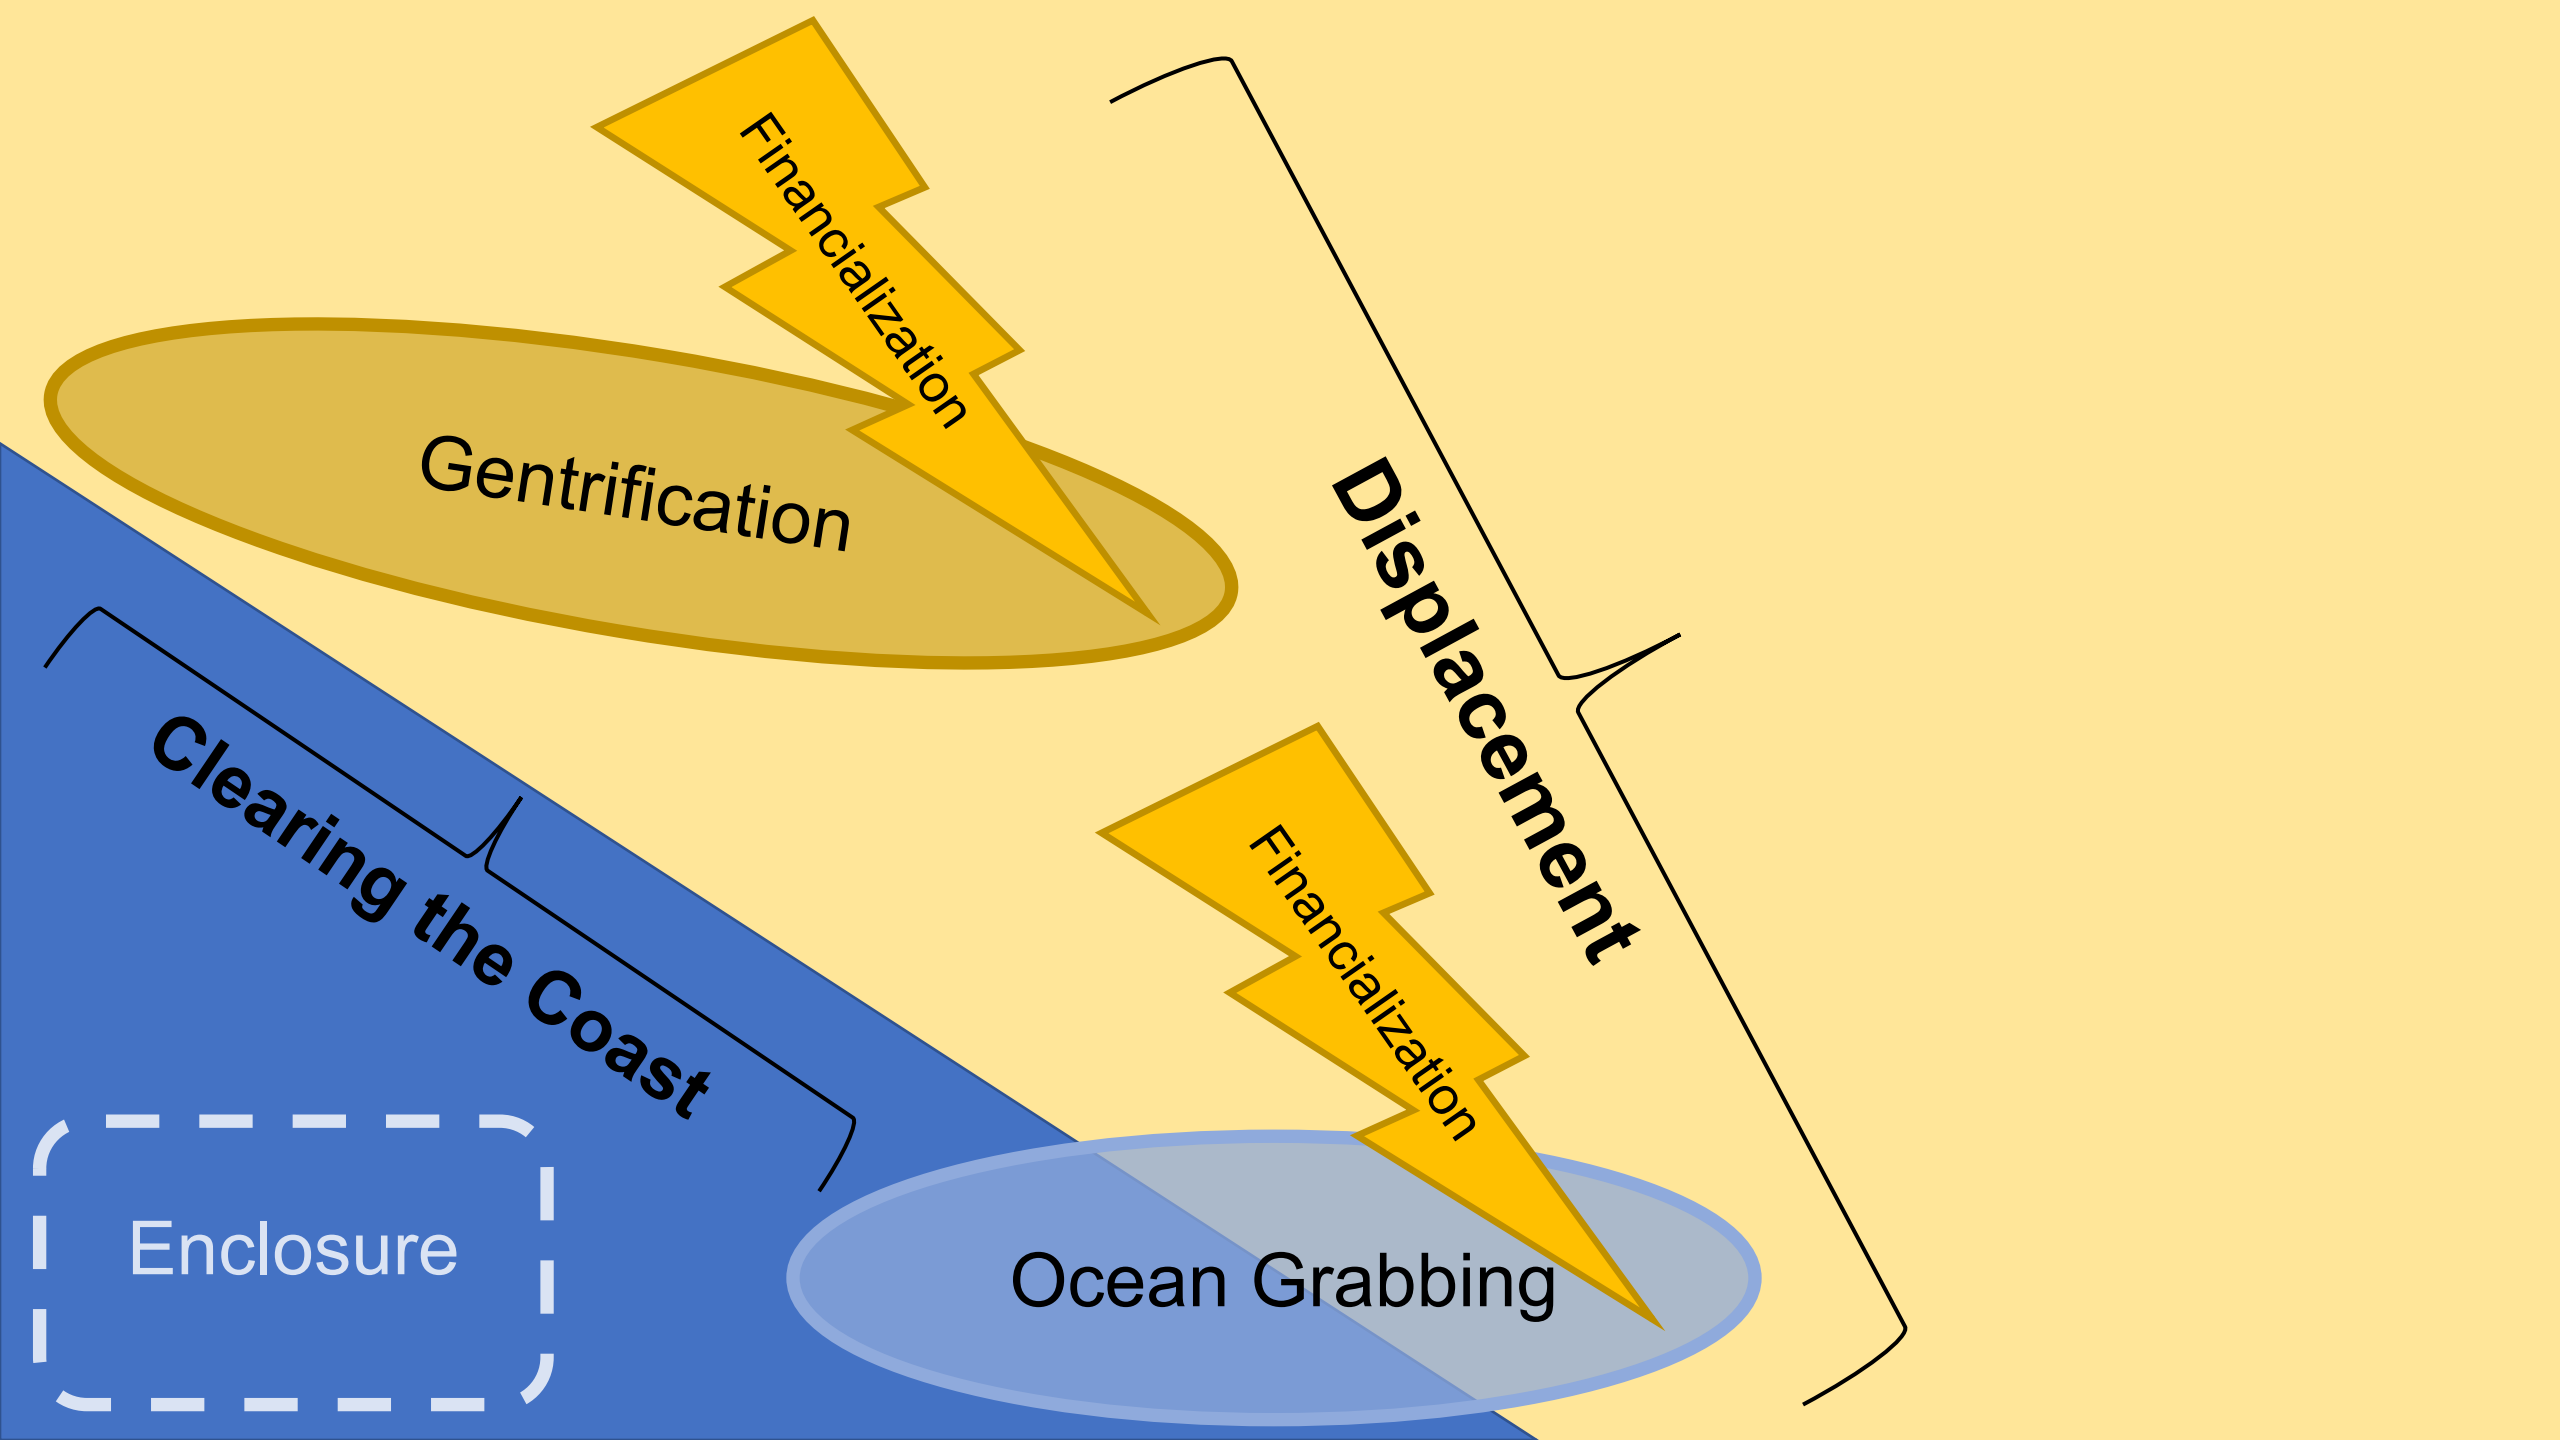 Financialization
Gentrification
Displacement
Clearing the Coast
Financialization
Enclosure
Ocean Grabbing